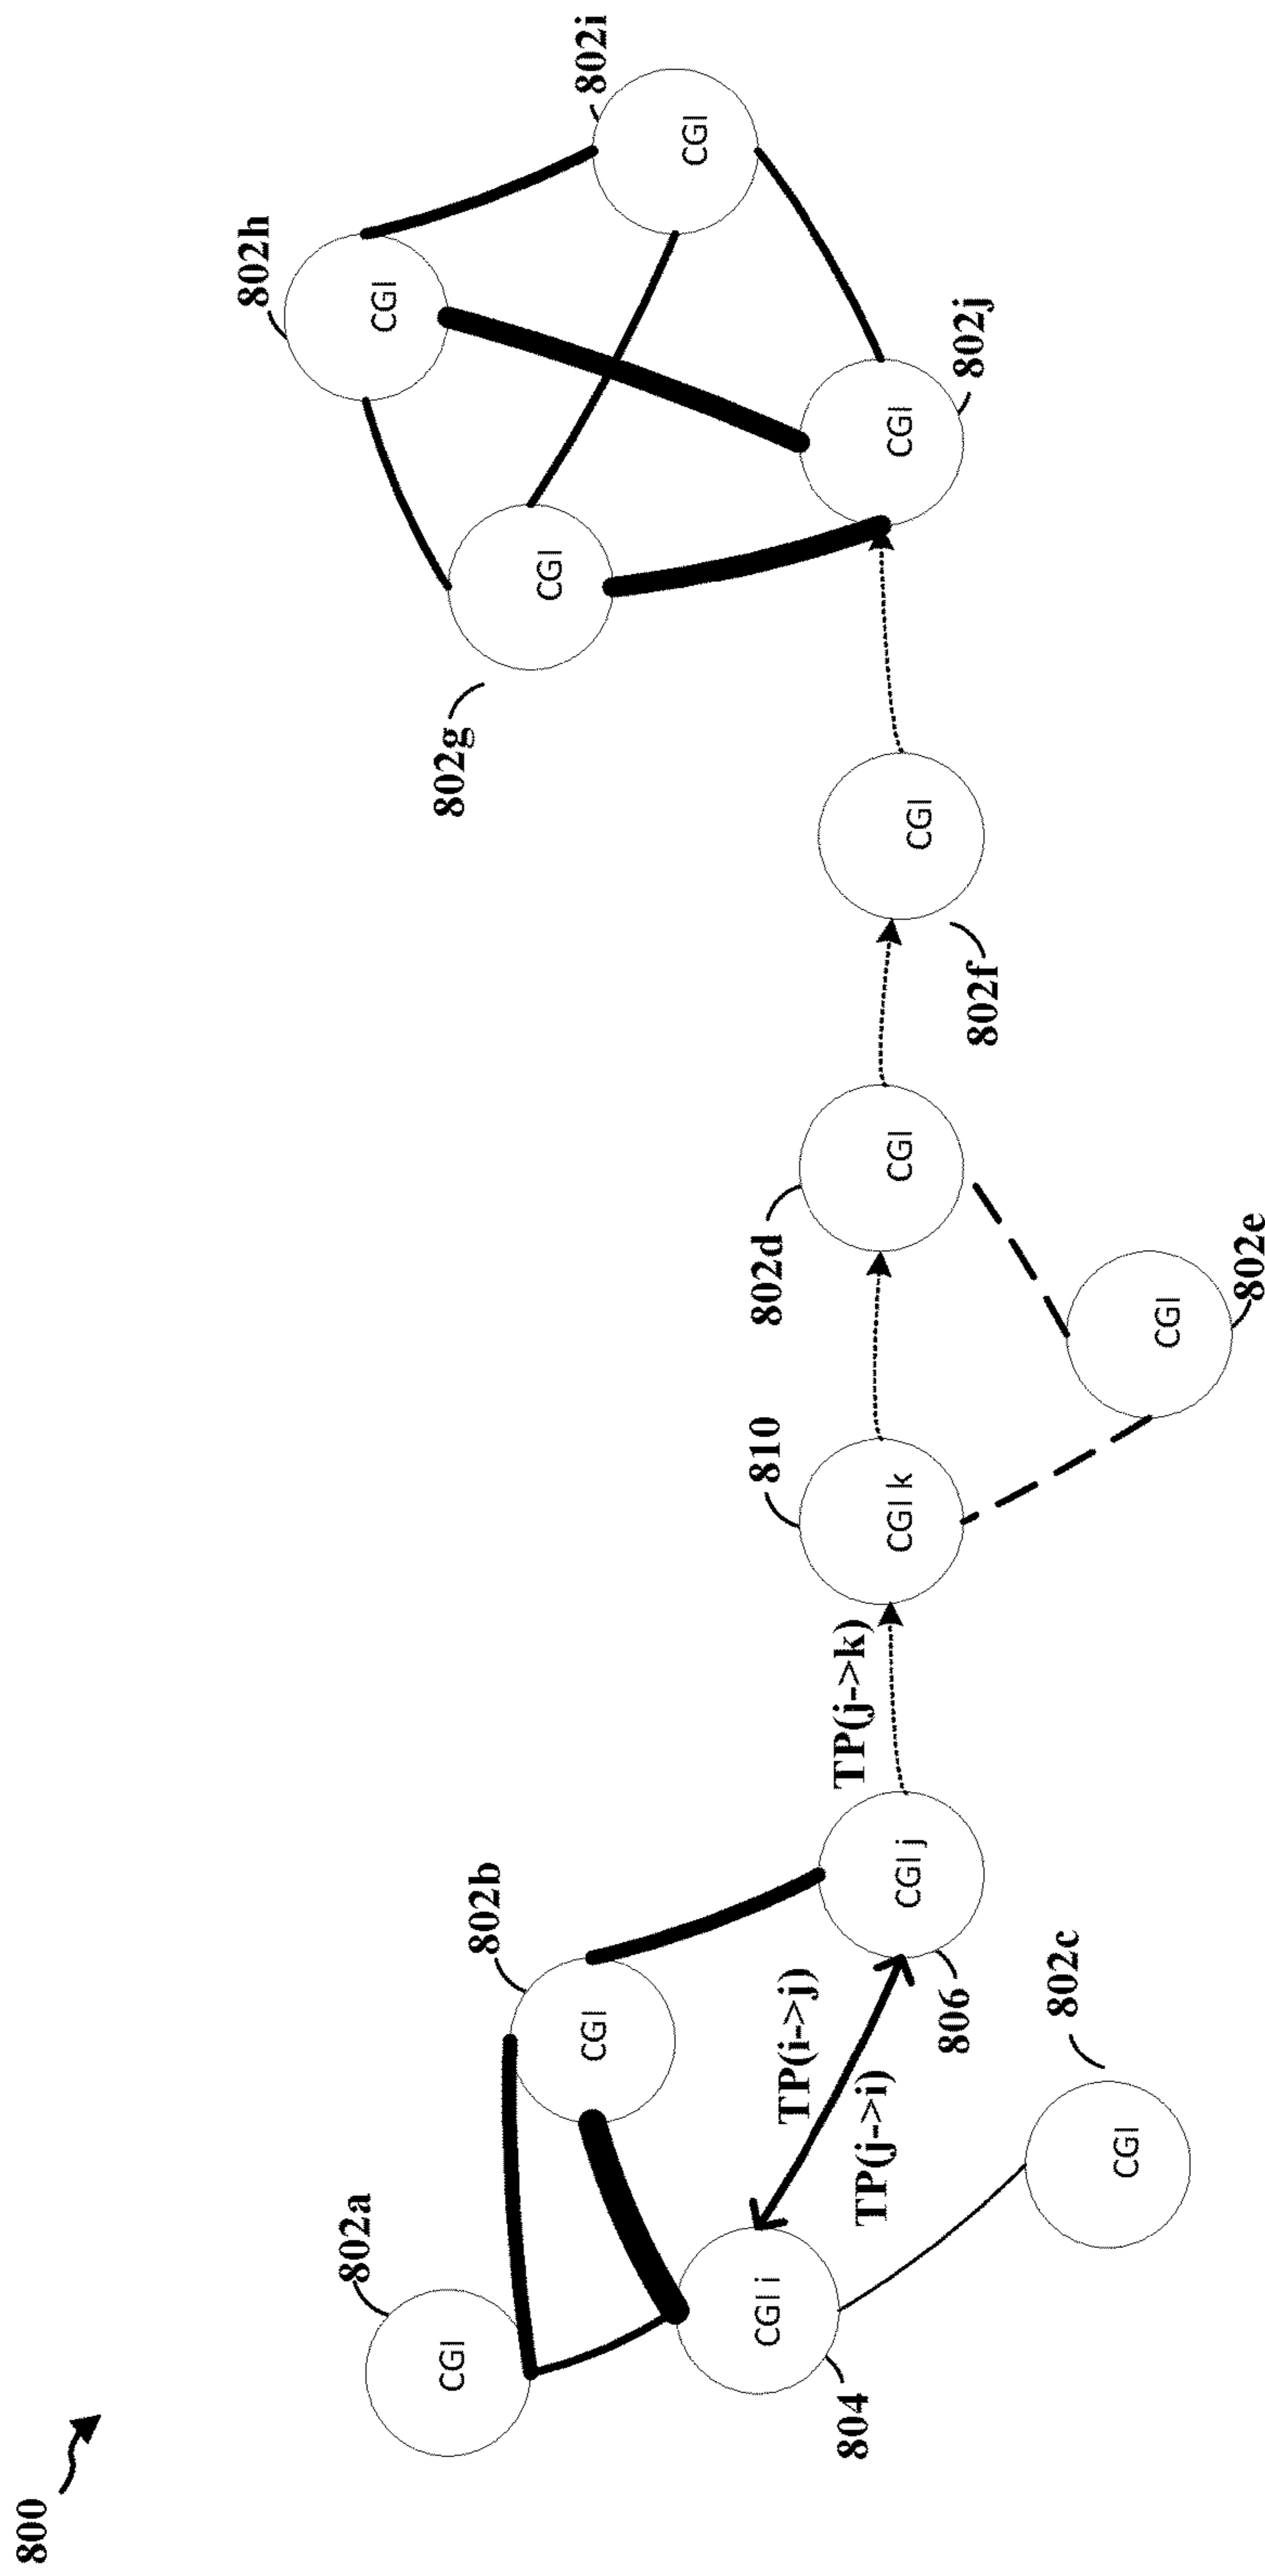 800
802a
CGI
802b
CGI
CGI i
804
TP(i->j)
TP(j->i)
CGI j
806
CGI
802c
TP(j->k)
810
CGI k
802d
CGI
CGI
802e
CGI
802f
802g
CGI
802h
CGI
802i
CGI
CGI
802j